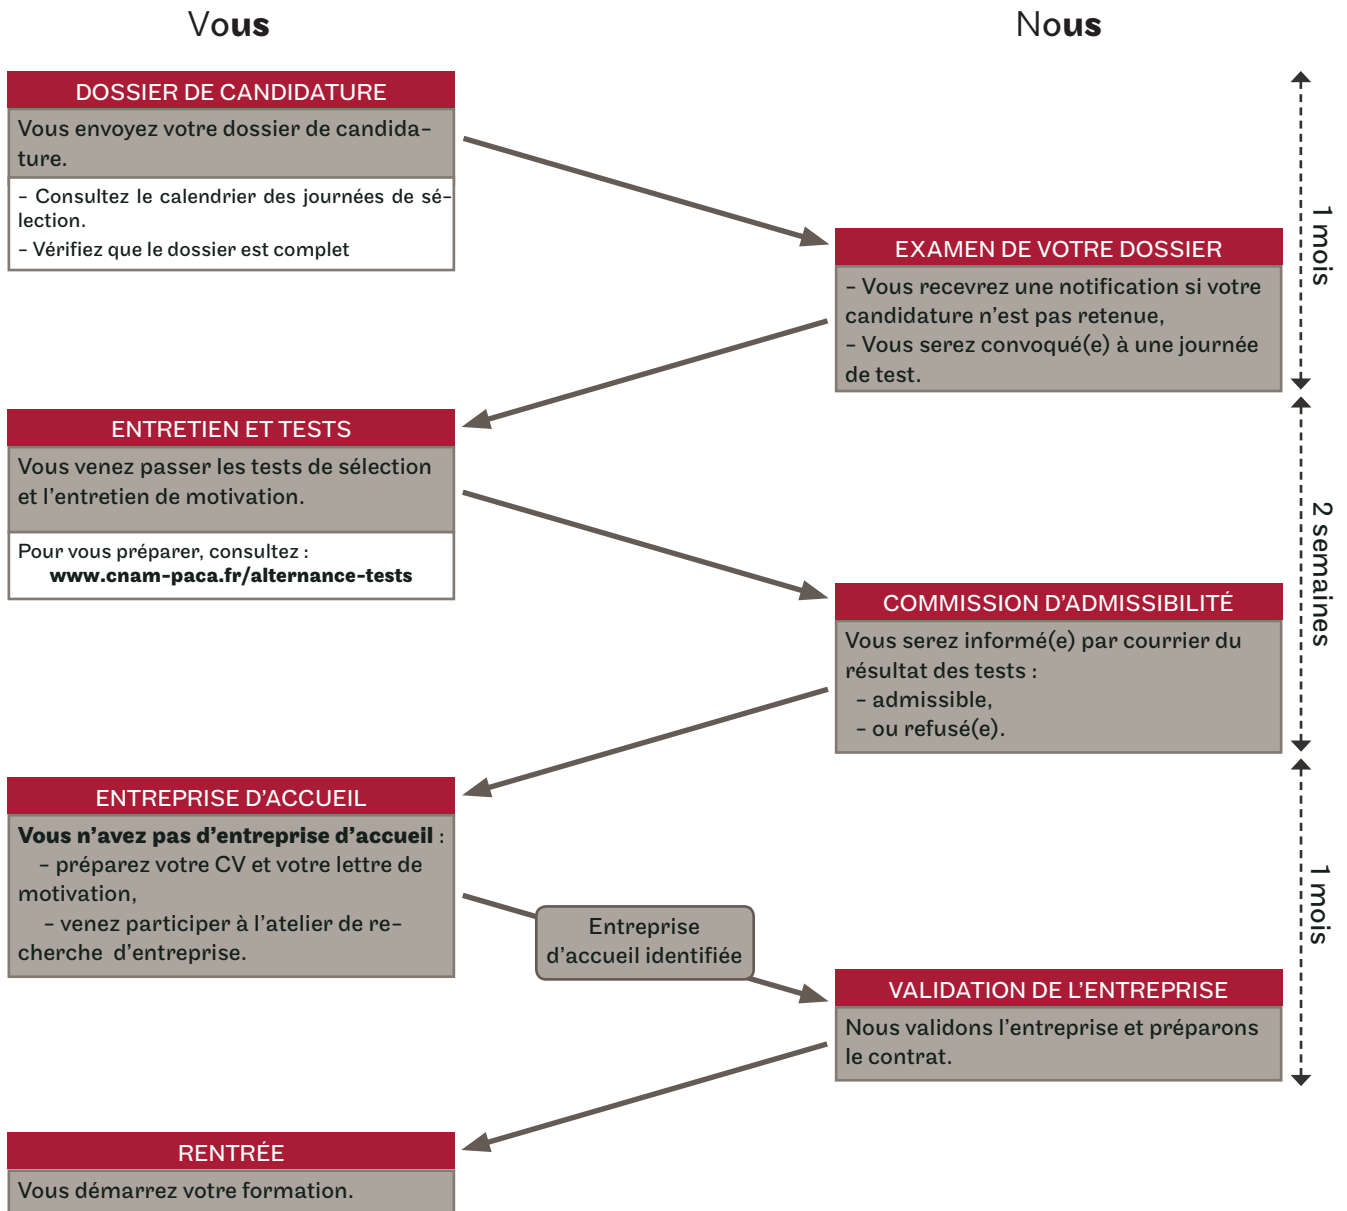 Vous
Nous
DOSSIER DE CANDIDATURE
Vous envoyez votre dossier de candida-
ture.
- Consultez le calendrier des journées de sé-
lection.
- Vérifiez que le dossier est complet
EXAMEN DE VOTRE DOSSIER
- Vous recevrez une notification si votre
candidature n'est pas retenue,
- Vous serez convoqué(e) à une journée
de test.
1 mois
ENTRETIEN ET TESTS
Vous venez passer les tests de sélection
et l'entretien de motivation.
Pour vous préparer, consultez :
www.cnam-paca.fr/alternance-tests
COMMISSION D'ADMISSIBILITÉ
Vous serez informé(e) par courrier du
résultat des tests :
- admissible,
- ou refusé(e).
2 semaines
ENTREPRISE D'ACCUEIL
Vous n'avez pas d'entreprise d'accueil :
- préparez votre CV et votre lettre de
motivation,
- venez participer à l'atelier de re-
cherche d'entreprise.
Entreprise
d'accueil identifiée
VALIDATION DE L'ENTREPRISE
Nous validons l'entreprise et préparons
le contrat.
1 mois
RENTRÉE
Vous démarrez votre formation.